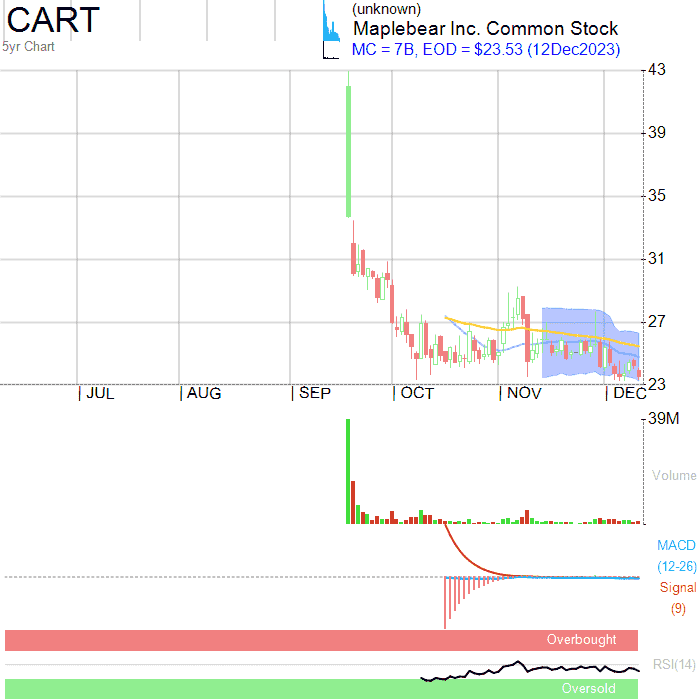 CART
5yr Chart
(unknown)
Maplebear Inc. Common Stock
MC = 7B, EOD = $23.53 (12Dec2023)
43
39
35
31
27
23
JUL AUG SEP OCT NOV DEC
39M
Volume
MACD
(12-26)
Signal
(9)
Overbought
RSI(14)
Oversold